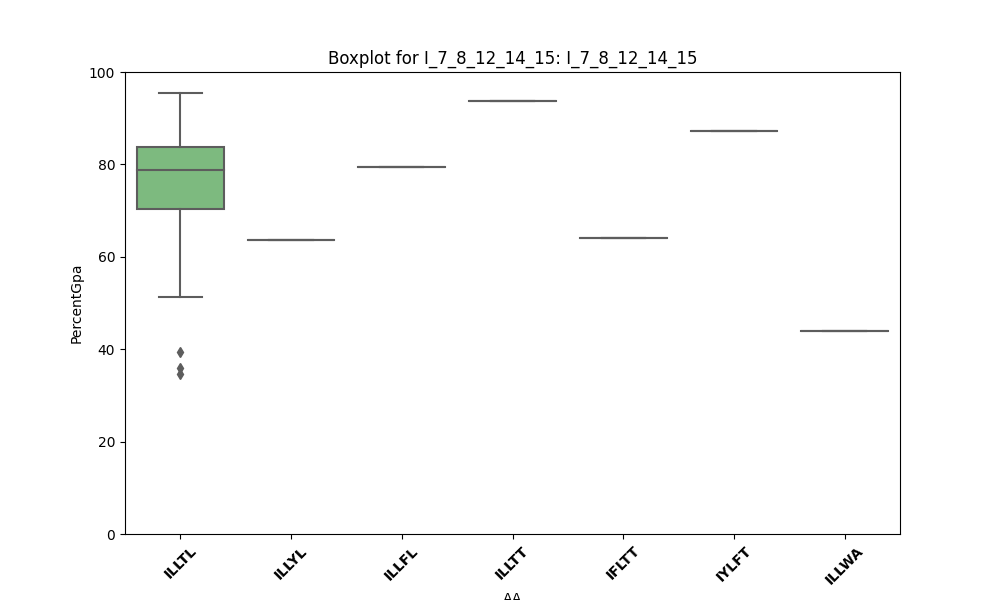 Boxplot for I_7_8_12_14_15: I_7_8_12_14_15
100
80
60
40
20
0
PercentGpa
ILLTL
ILLYL
ILLFL
ILLTT
IFLTT
IYLFT
ILLWA
AA